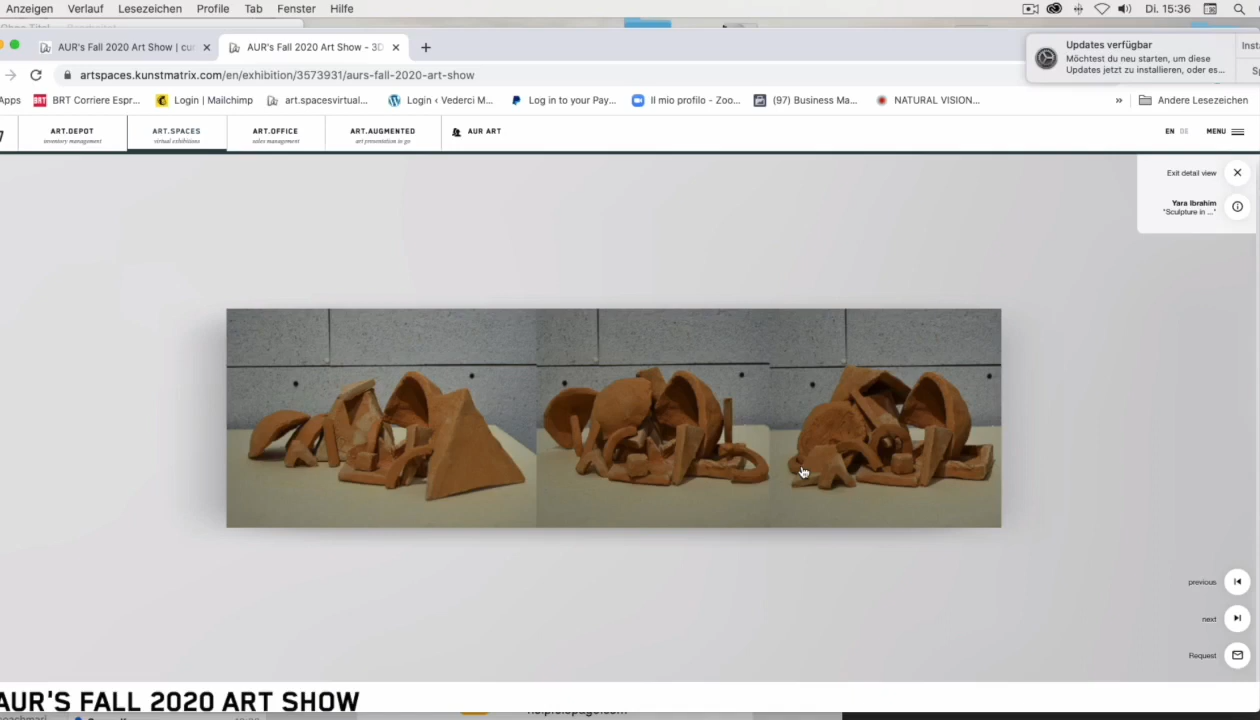 Anzeigen Verlauf Lesezeichen Profile Tab Fenster Hilfe Di. 15:36
AUR's Fall 2020 Art Show | cur AUR's Fall 2020 Art Show - 3D
Updates verfügbar
Möchtest du neu starten, um diese
Updates jetzt zu installieren, oder es...
artspaces.kunstmatrix.com/en/exhibition/3573931/aurs-fall-2020-art-show
Apps BRT Corriere Espr... Login | Mailchimp art.spacesvirtual... Login ‹ Vederci M... Log in to your Pay... Il mio profilo - Zoo... (97) Business Ma... NATURAL VISION... » Andere Lesezeichen
ART.DEPOT ART.SPACES ART.OFFICE ART.AUGMENTED AUR ART EN DE MENU
inventory management virtual exhibitions sales management art presentation to go
Exit detail view
Yara Ibrahim
"Sculpture in ..."
previous
next
Request
AUR'S FALL 2020 ART SHOW